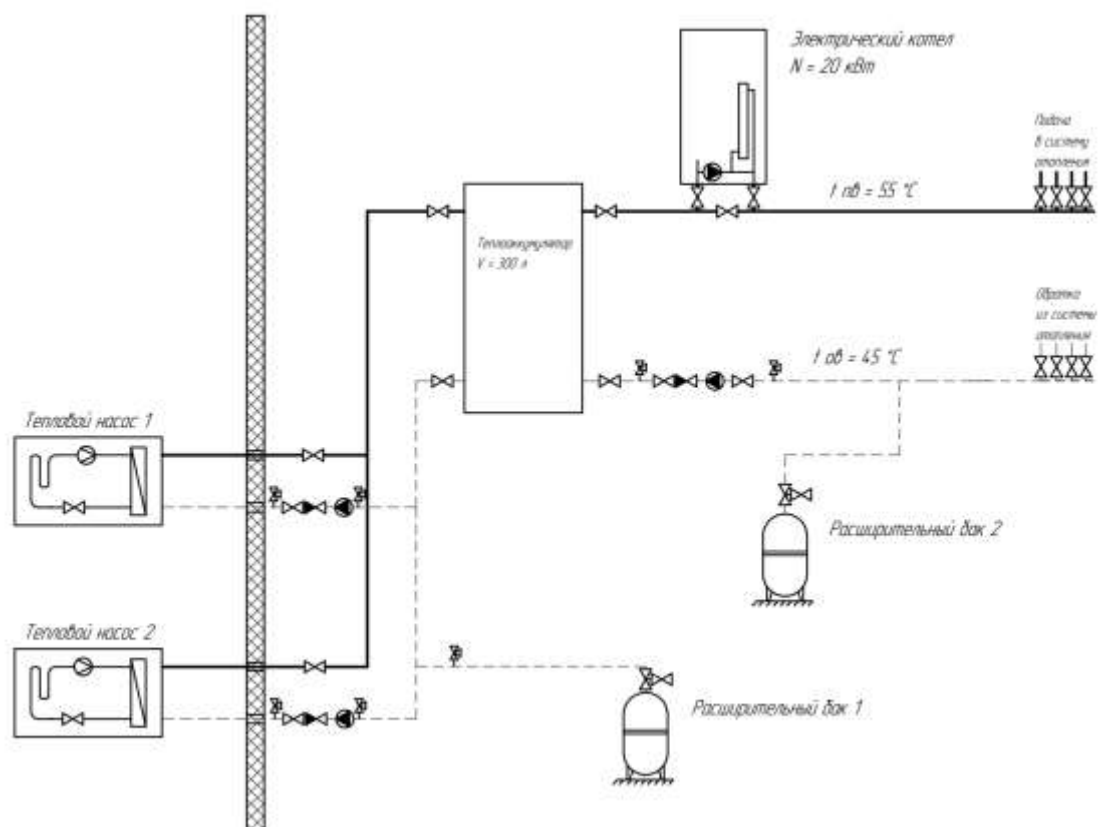 Электрический котел
N = 20 кВт
Подача
в систему
отопления
t пв = 55 °C
Теплоаккумулятор
V = 300 л
Обратка
из системы
отопления
t ов = 45 °C
Тепловой насос 1
Расширительный бак 2
Тепловой насос 2
Расширительный бак 1